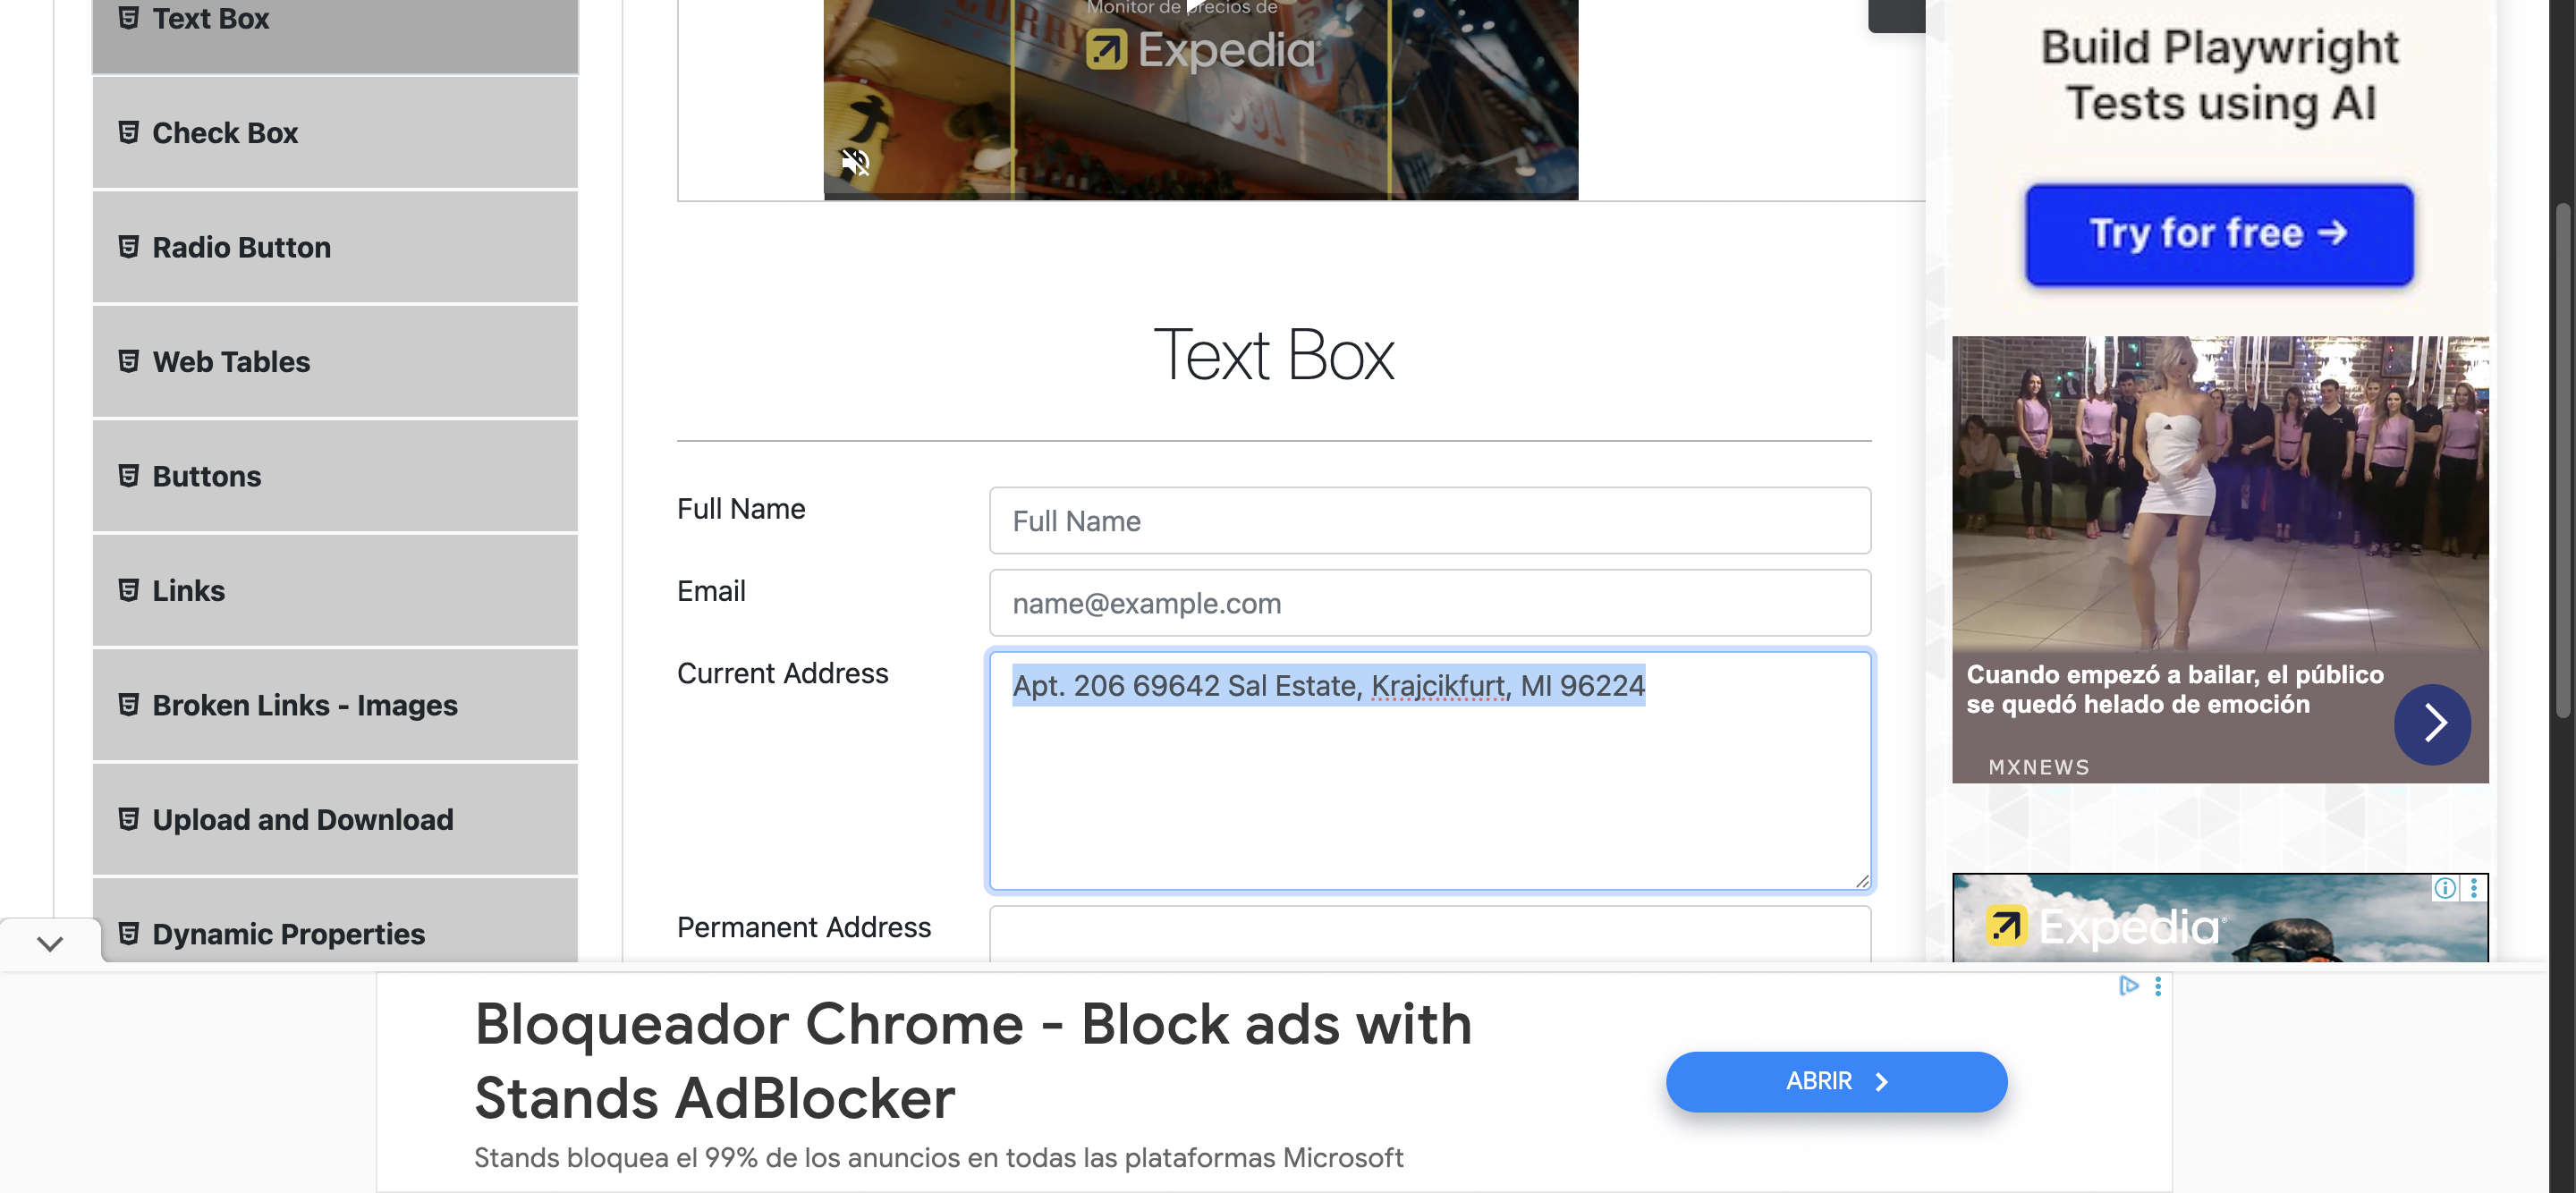 Text Box
Check Box
Radio Button
Web Tables
Buttons
Links
Broken Links - Images
Upload and Download
Dynamic Properties
Monitor de precios de
Expedia
CURRY
Text Box
Full Name
Full Name
Email
name@example.com
Current Address
Apt. 206 69642 Sal Estate, Krajcikfurt, MI 96224
Permanent Address
Build Playwright
Tests using AI
Try for free →
Cuando empezó a bailar, el público
se quedó helado de emoción
MXNEWS
Expedia
Bloqueador Chrome - Block ads with
Stands AdBlocker
Stands bloquea el 99% de los anuncios en todas las plataformas Microsoft
ABRIR